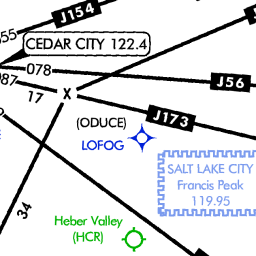 J154
55
CEDAR CITY 122.4
078
J56
087
17
X
J173
(ODUCE)
LOFOG
SALT LAKE CITY
Francis Peak
119.95
34
Heber Valley
(HCR)